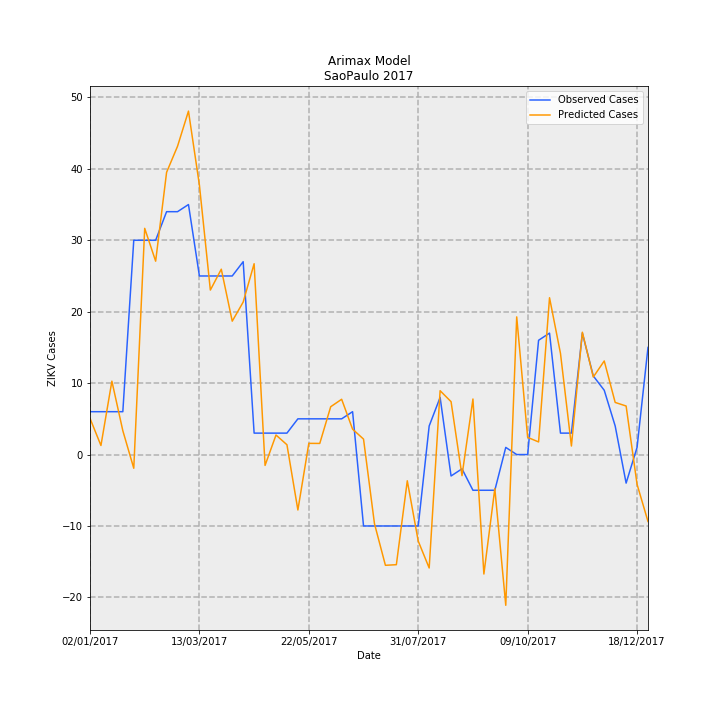 Arimax Model
SaoPaulo 2017
Observed Cases
Predicted Cases
ZIKV Cases
50
40
30
20
10
0
−10
−20
02/01/2017 13/03/2017 22/05/2017 31/07/2017 09/10/2017 18/12/2017
Date